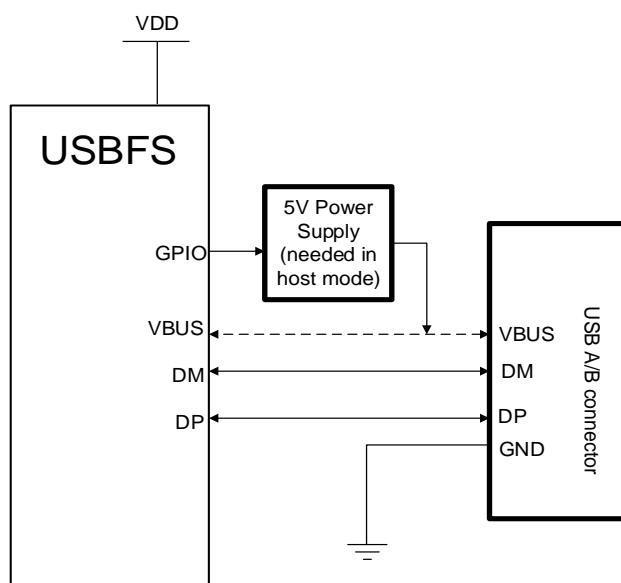 VDD
USBFS
5V Power
Supply
(needed in
host mode)
GPIO
VBUS
DM
DP
VBUS
DM
DP
GND
USB A/B connector